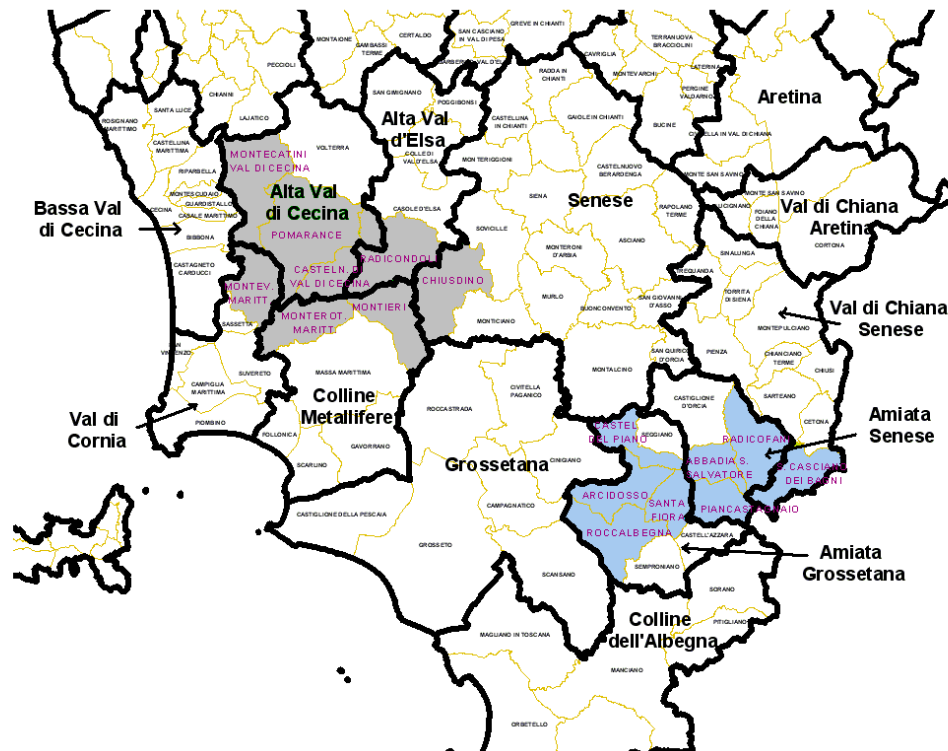 GREVE IN CHIANTI
SAN CASCIANO
IN VAL DI PESA
CERTALDO
MONTAIONE
GAMBASSI
TERME
TERRANUOVA
BRACCIOLINI
CAVRIGLIA
LATERINA
PECCIOLI
MONTEVARCHI
RADDA IN
CHIANTI
PERGINE
VALDARNO
SAN GIMIGNANO
CHIANNI
POGGIBONSI
Aretina
SANTA LUCE
ROSIGNANO
MARITTIMO
LAJATICO
Alta Val
d'Elsa
CASTELLINA
IN CHIANTI
GAIOLE IN CHIANTI
BUCINE
CIVITELLA IN VAL DI CHIANA
CASTELLINA
MARITTIMA
VOLTERRA
COLLE DI
VAL D'ELSA
MONTECATINI
VAL DI CECINA
MONTERIGGIONI
CASTELNUOVO
BERARDENGA
MONTE SAN SAVINO
RIPARBELLA
MONTESCUDAIO
GUARDISTALLO
Alta Val
di Cecina
SIENA
Senese
MONTE SAN SAVINO
LUCIGNANO
Bassa Val
di Cecina
CECINA
CASALE MARITTIMO
CASOLE D'ELSA
RAPOLANO
TERME
FOIANO
DELLA
CHIANA
Val di Chiana
Aretina
BIBBONA
POMARANCE
SOVICILLE
ASCIANO
CORTONA
MONTERONI
D'ARBIA
SINALUNGA
CASTAGNETO
CARDUCCI
RADICONDOLI
CASTELN. DI
VAL DI CECINA
CHIUSDINO
TREQUANDA
MONTEV.
MARITT.
TORRITA
DI SIENA
MURLO
BUONCONVENTO
SAN GIOVANNI
D'ASSO
Val di Chiana
Senese
MONTIERI
MONTEROT.
MARITT.
SASSETTA
MONTICIANO
MONTEPULCIANO
SAN
VINCENZO
SAN QUIRICO
D'ORCIA
PIENZA
CHIANCIANO
TERME
SUVERETO
MASSA MARITTIMA
MONTALCINO
CHIUSI
CAMPIGLIA
MARITTIMA
Colline
Metallifere
CIVITELLA
PAGANICO
CASTIGLIONE
D'ORCIA
SARTEANO
Val di
Cornia
ROCCASTRADA
PIOMBINO
CETONA
Amiata
Senese
FOLLONICA
GAVORRANO
CASTEL
DEL PIANO
SEGGIANO
RADICOFANI
SCARLINO
Grossetana
CINIGIANO
ABBADIA S.
SALVATORE
S. CASCIANO
DEI BAGNI
CASTIGLIONE DELLA PESCAIA
CAMPAGNATICO
ARCIDOSSO
SANTA
FIORA
PIANCASTAGNAIO
ROCCALBEGNA
CASTELL'AZZARA
GROSSETO
Amiata
Grossetana
SEMPRONIANO
SCANSANO
SORANO
Colline
dell'Albegna
PITIGLIANO
MAGLIANO IN TOSCANA
MANCIANO
ORBETELLO